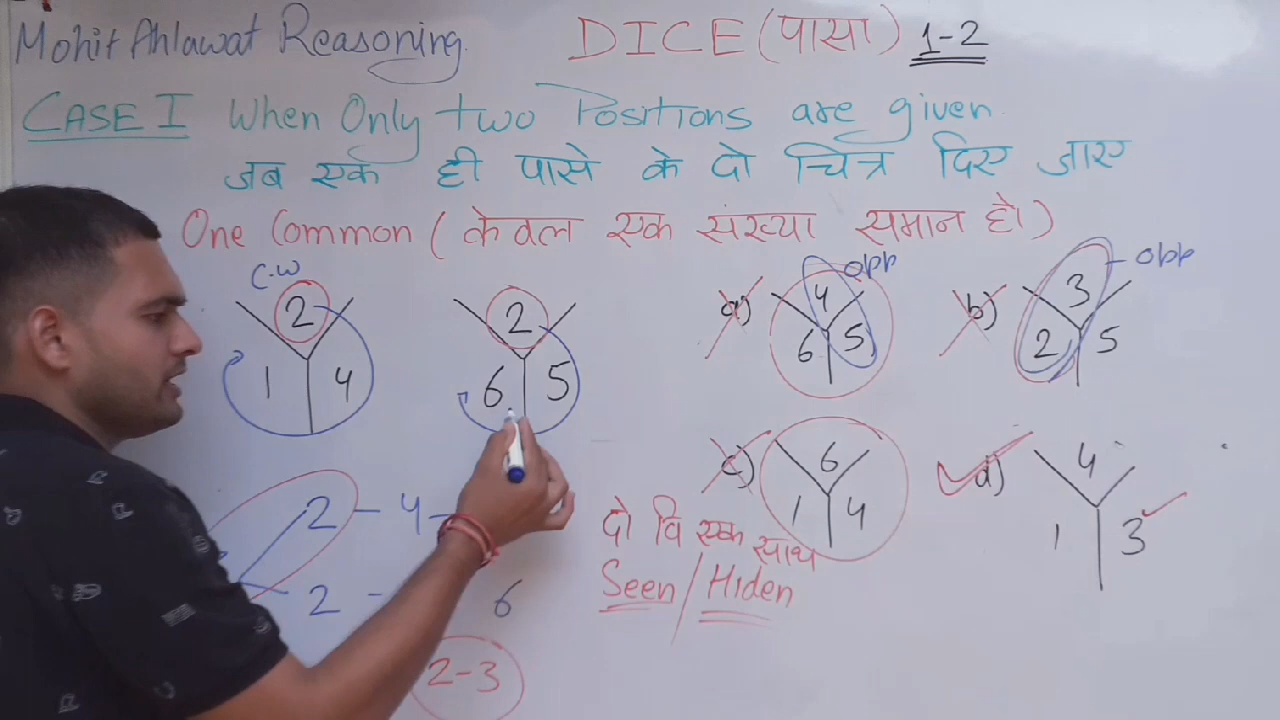 Mohit Ahlawat Reasoning
DICE (पासा) 1-2
CASE I When Only two Positions are given
जब एक ही पासे के दो चित्र दिए जाए
One Common ( केवल एक संख्या समान हो )
C.W
2
1 4
2
6 5
a) 4 opp
6 5
b) 3 opp
2 5
c) 6
1 4
d) 4
1 3
2 - 4 -
2 - 6
2-3
दो वि एक साथ
Seen/Hiden